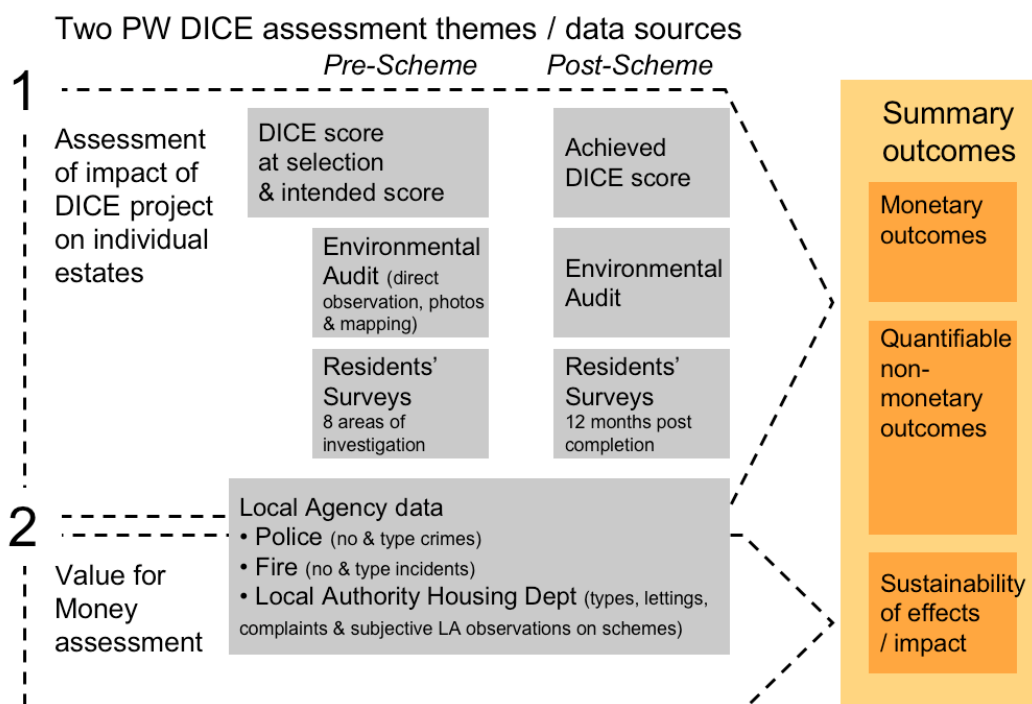 Two PW DICE assessment themes / data sources
Pre-Scheme
Post-Scheme
1
Assessment
of impact of
DICE project
on individual
estates
DICE score
at selection
& intended score
Achieved
DICE score
Environmental
Audit (direct
observation, photos
& mapping)
Environmental
Audit
Residents’
Surveys
8 areas of
investigation
Residents’
Surveys
12 months post
completion
2
Value for
Money
assessment
Local Agency data
• Police (no & type crimes)
• Fire (no & type incidents)
• Local Authority Housing Dept (types, lettings,
complaints & subjective LA observations on schemes)
Summary
outcomes
Monetary
outcomes
Quantifiable
non-
monetary
outcomes
Sustainability
of effects
/ impact